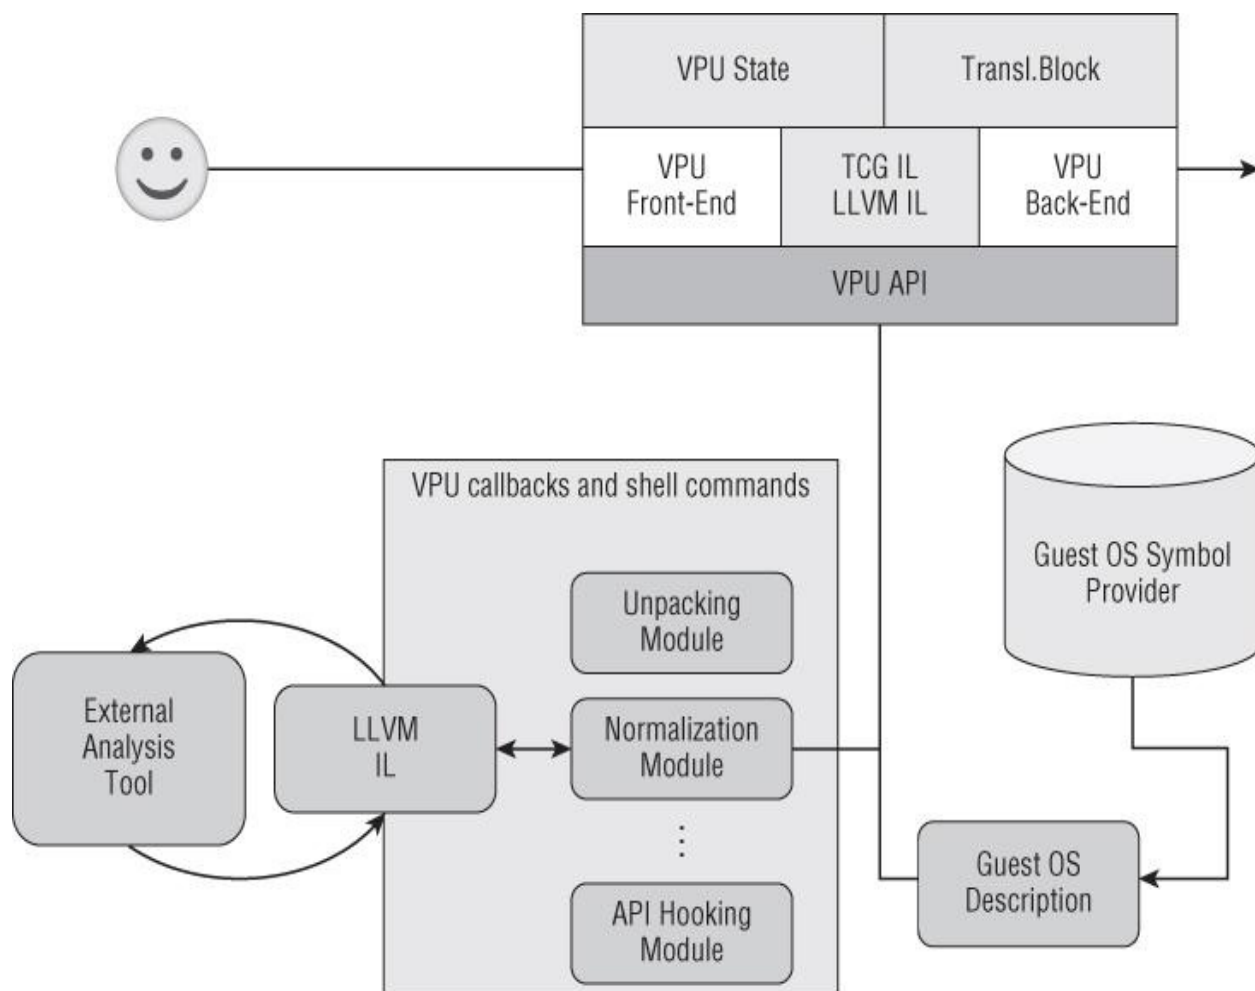 VPU State
Transl.Block
VPU
Front-End
TCG IL
LLVM IL
VPU
Back-End
VPU API
VPU callbacks and shell commands
Guest OS Symbol
Provider
Unpacking
Module
External
Analysis
Tool
LLVM
IL
Normalization
Module
⋮
API Hooking
Module
Guest OS
Description